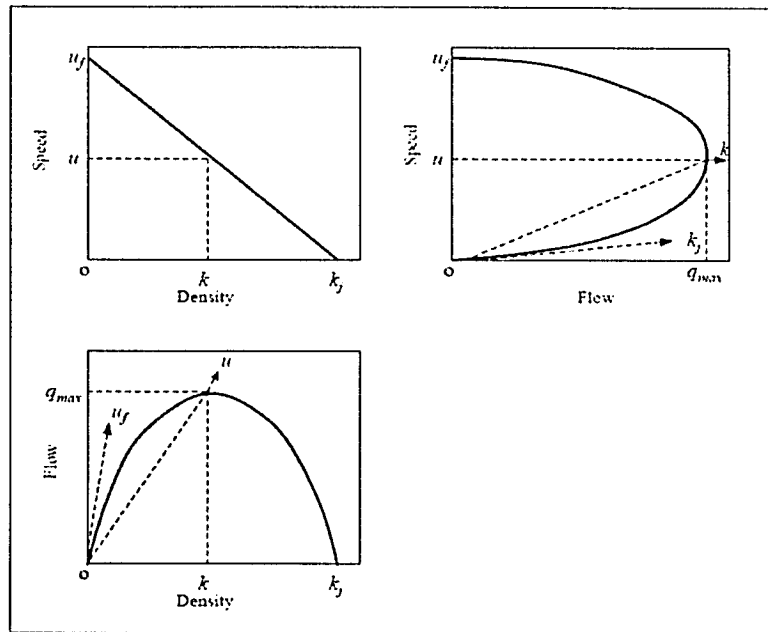 u_f
Speed
u
o
k
k_j
Density
u_f
Speed
u
k
k_j
o
q_max
Flow
q_max
u
u_f
Flow
o
k
k_j
Density